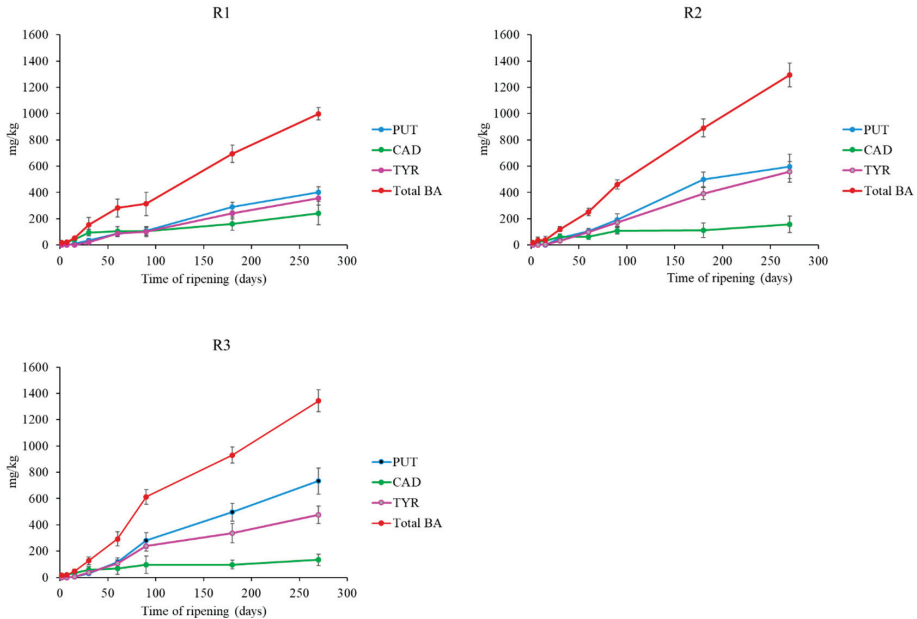 R1
1600
1400
1200
1000
800
600
400
200
0
mg/kg
0 50 100 150 200 250 300
Time of ripening (days)
PUT
CAD
TYR
Total BA
R2
1600
1400
1200
1000
800
600
400
200
0
mg/kg
0 50 100 150 200 250 300
Time of ripening (days)
PUT
CAD
TYR
Total BA
R3
1600
1400
1200
1000
800
600
400
200
0
mg/kg
0 50 100 150 200 250 300
Time of ripening (days)
PUT
CAD
TYR
Total BA